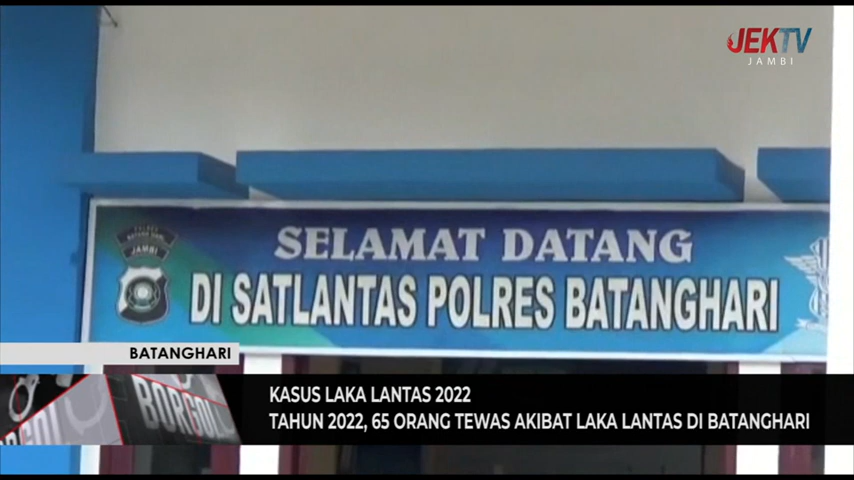 JEKTV
JAMBI
SELAMAT DATANG
DI SATLANTAS POLRES BATANGHARI
JAMBI
BATANGHARI
BORGOL
KASUS LAKA LANTAS 2022
TAHUN 2022, 65 ORANG TEWAS AKIBAT LAKA LANTAS DI BATANGHARI